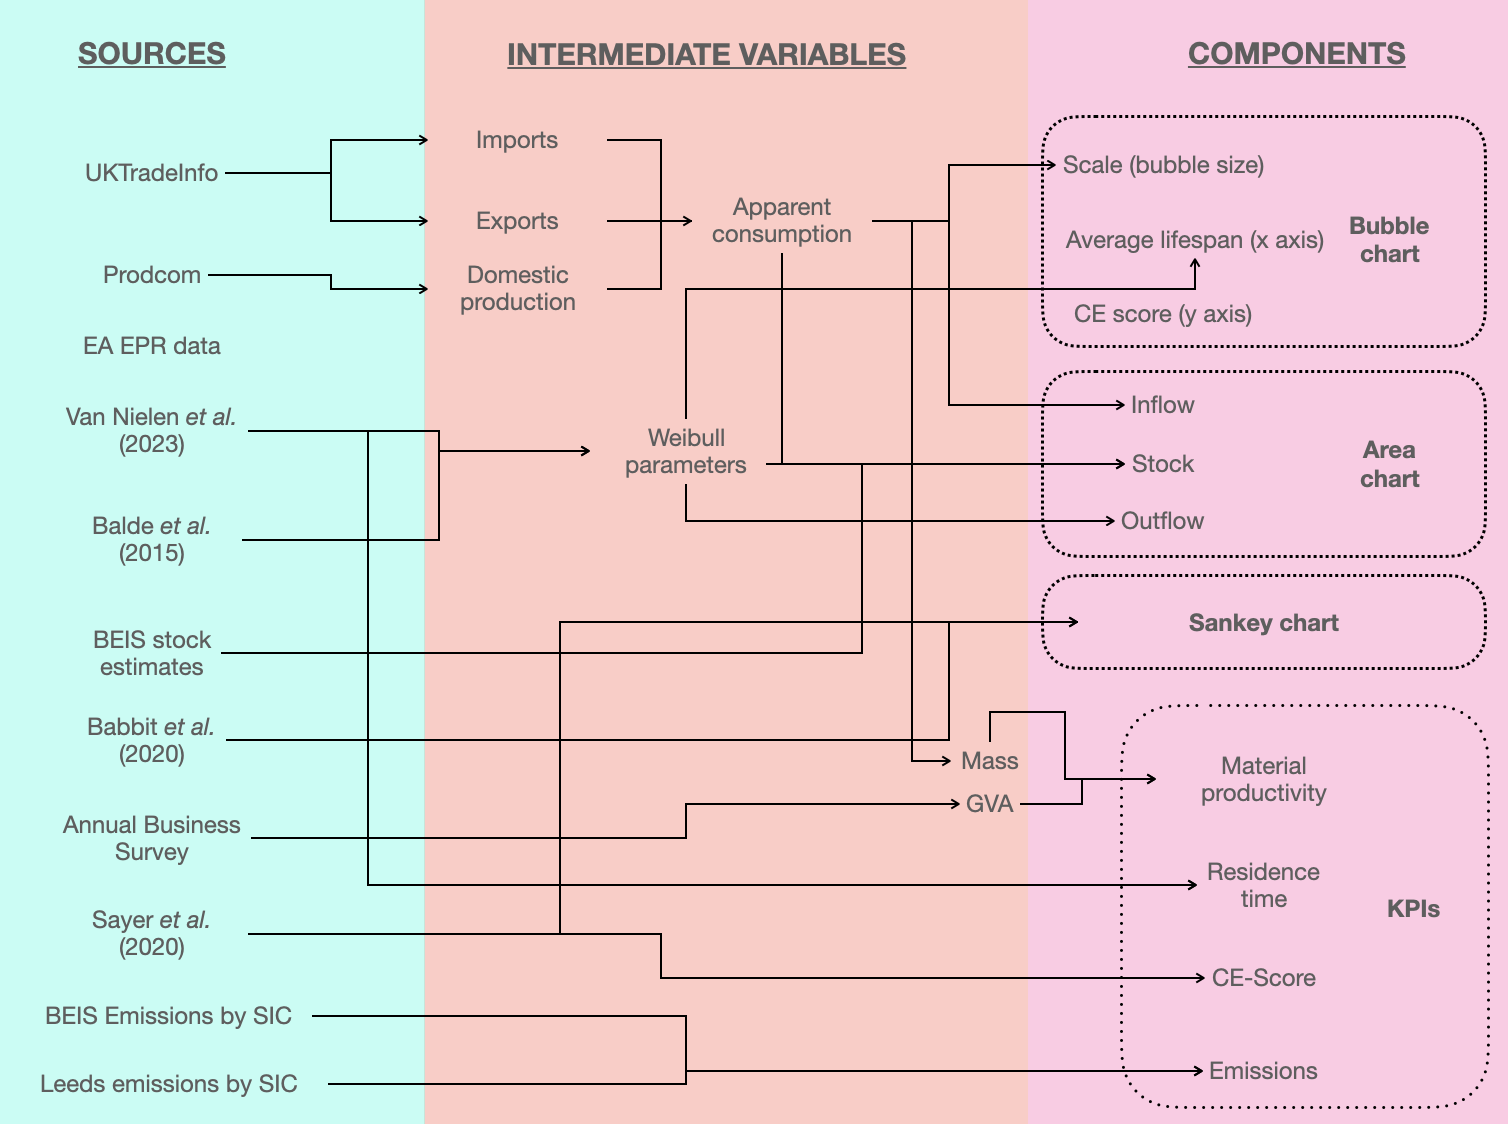 SOURCES
INTERMEDIATE VARIABLES
COMPONENTS
UKTradeInfo
Prodcom
EA EPR data
Van Nielen et al.
(2023)
Balde et al.
(2015)
BEIS stock
estimates
Babbit et al.
(2020)
Annual Business
Survey
Sayer et al.
(2020)
BEIS Emissions by SIC
Leeds emissions by SIC
Imports
Exports
Domestic
production
Apparent
consumption
Weibull
parameters
Mass
GVA
Scale (bubble size)
Average lifespan (x axis)
CE score (y axis)
Bubble
chart
Inflow
Stock
Outflow
Area
chart
Sankey chart
Material
productivity
Residence
time
CE-Score
Emissions
KPIs